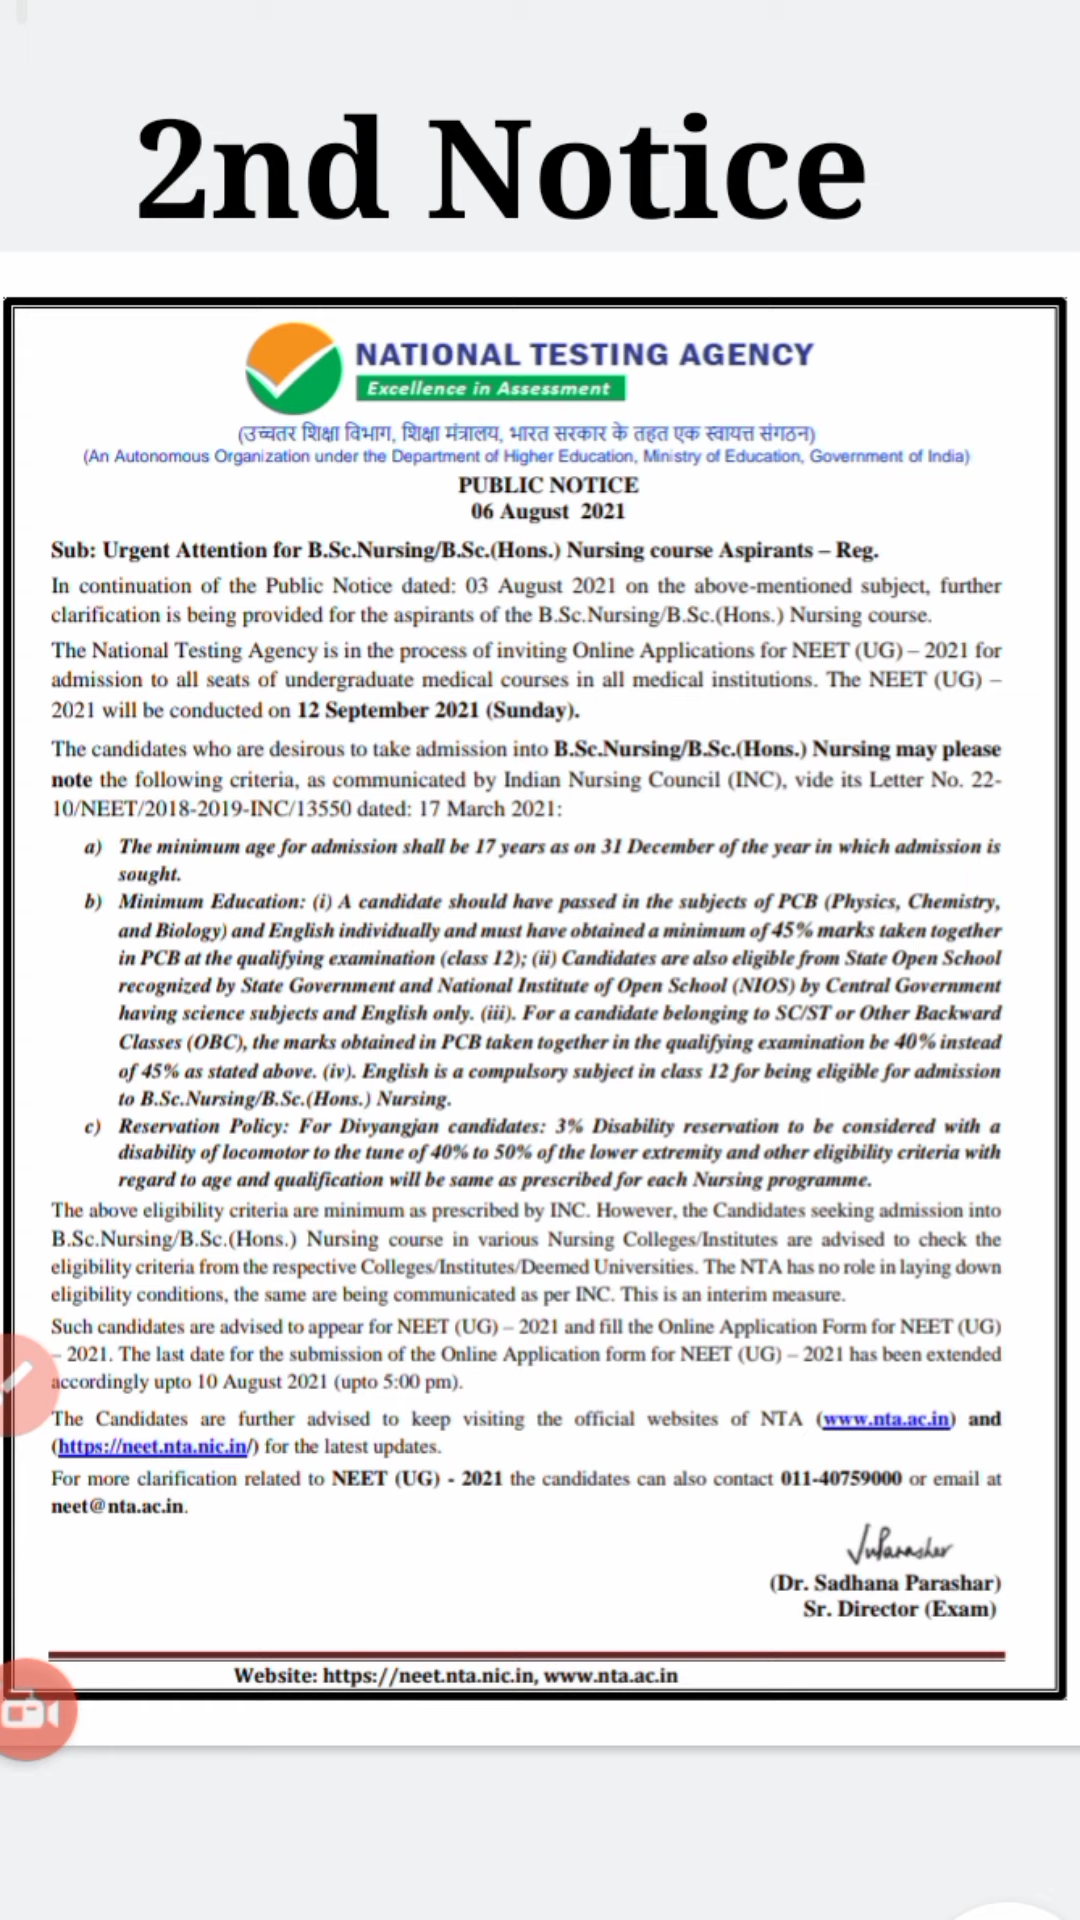 2nd Notice
NATIONAL TESTING AGENCY
Excellence in Assessment
(उच्चतर शिक्षा विभाग, शिक्षा मंत्रालय, भारत सरकार के तहत एक स्वायत्त संगठन)
(An Autonomous Organization under the Department of Higher Education, Ministry of Education, Government of India)
PUBLIC NOTICE
06 August 2021
Sub: Urgent Attention for B.Sc.Nursing/B.Sc.(Hons.) Nursing course Aspirants – Reg.
In continuation of the Public Notice dated: 03 August 2021 on the above-mentioned subject, further
clarification is being provided for the aspirants of the B.Sc.Nursing/B.Sc.(Hons.) Nursing course.
The National Testing Agency is in the process of inviting Online Applications for NEET (UG) – 2021 for
admission to all seats of undergraduate medical courses in all medical institutions. The NEET (UG) –
2021 will be conducted on 12 September 2021 (Sunday).
The candidates who are desirous to take admission into B.Sc.Nursing/B.Sc.(Hons.) Nursing may please
note the following criteria, as communicated by Indian Nursing Council (INC), vide its Letter No. 22-
10/NEET/2018-2019-INC/13550 dated: 17 March 2021:
a) The minimum age for admission shall be 17 years as on 31 December of the year in which admission is
sought.
b) Minimum Education: (i) A candidate should have passed in the subjects of PCB (Physics, Chemistry,
and Biology) and English individually and must have obtained a minimum of 45% marks taken together
in PCB at the qualifying examination (class 12); (ii) Candidates are also eligible from State Open School
recognized by State Government and National Institute of Open School (NIOS) by Central Government
having science subjects and English only. (iii). For a candidate belonging to SC/ST or Other Backward
Classes (OBC), the marks obtained in PCB taken together in the qualifying examination be 40% instead
of 45% as stated above. (iv). English is a compulsory subject in class 12 for being eligible for admission
to B.Sc.Nursing/B.Sc.(Hons.) Nursing.
c) Reservation Policy: For Divyangjan candidates: 3% Disability reservation to be considered with a
disability of locomotor to the tune of 40% to 50% of the lower extremity and other eligibility criteria with
regard to age and qualification will be same as prescribed for each Nursing programme.
The above eligibility criteria are minimum as prescribed by INC. However, the Candidates seeking admission into
B.Sc.Nursing/B.Sc.(Hons.) Nursing course in various Nursing Colleges/Institutes are advised to check the
eligibility criteria from the respective Colleges/Institutes/Deemed Universities. The NTA has no role in laying down
eligibility conditions, the same are being communicated as per INC. This is an interim measure.
Such candidates are advised to appear for NEET (UG) – 2021 and fill the Online Application Form for NEET (UG)
– 2021. The last date for the submission of the Online Application form for NEET (UG) – 2021 has been extended
accordingly upto 10 August 2021 (upto 5:00 pm).
The Candidates are further advised to keep visiting the official websites of NTA (www.nta.ac.in) and
(https://neet.nta.nic.in/) for the latest updates.
For more clarification related to NEET (UG) - 2021 the candidates can also contact 011-40759000 or email at
neet@nta.ac.in.
(Dr. Sadhana Parashar)
Sr. Director (Exam)
Website: https://neet.nta.nic.in, www.nta.ac.in